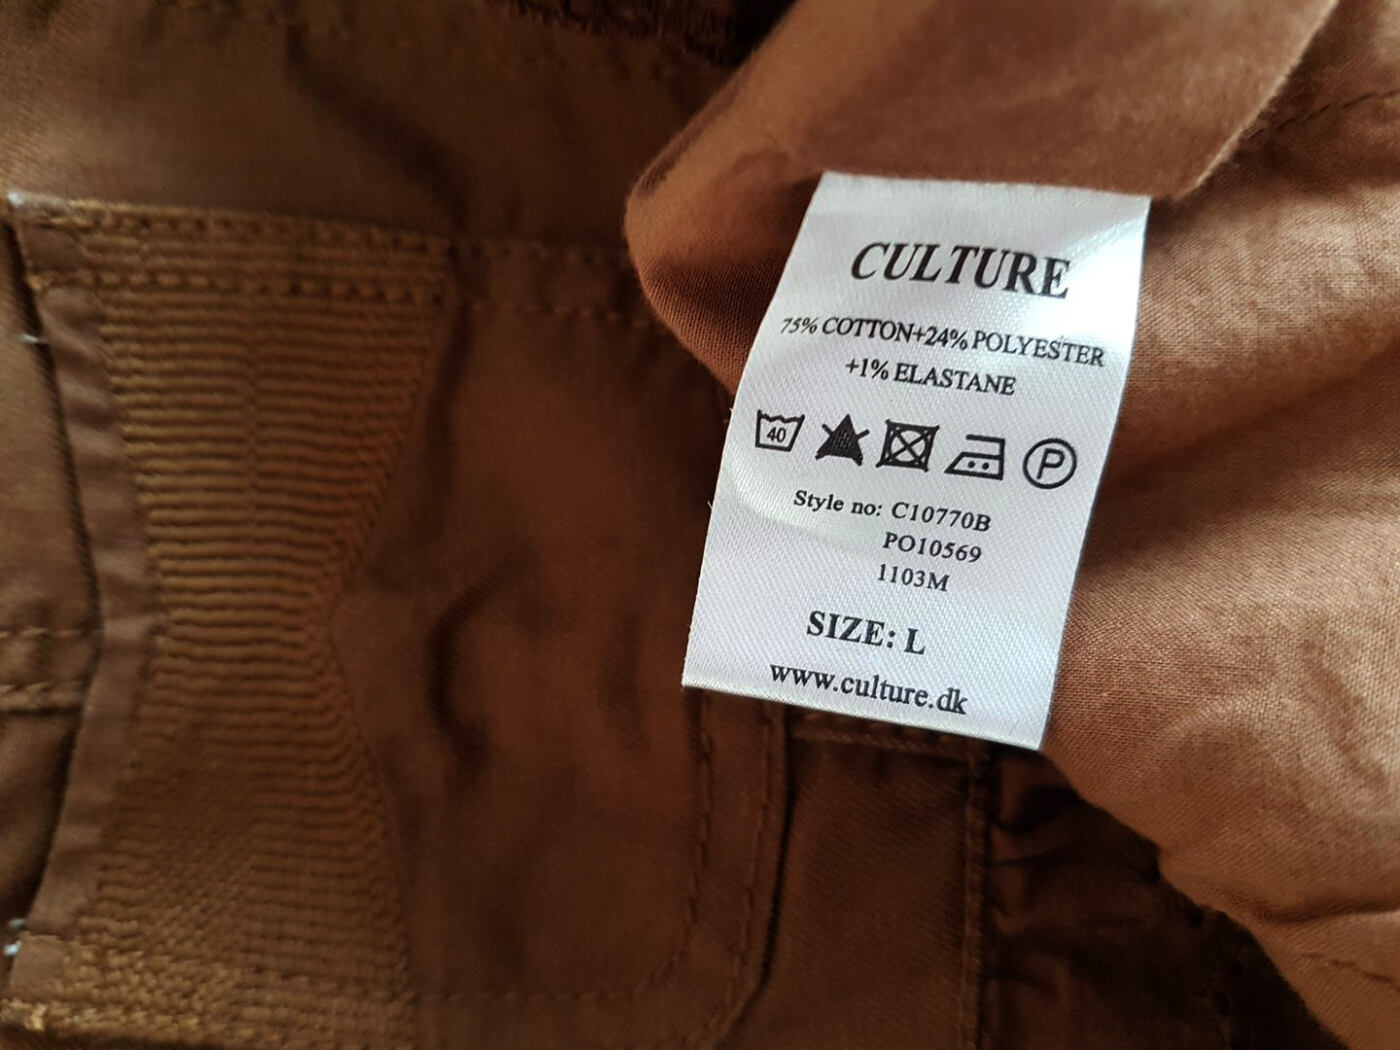 CULTURE
75% COTTON+24% POLYESTER
+1% ELASTANE
40 P
Style no: C10770B
PO10569
1103M
SIZE: L
www.culture.dk